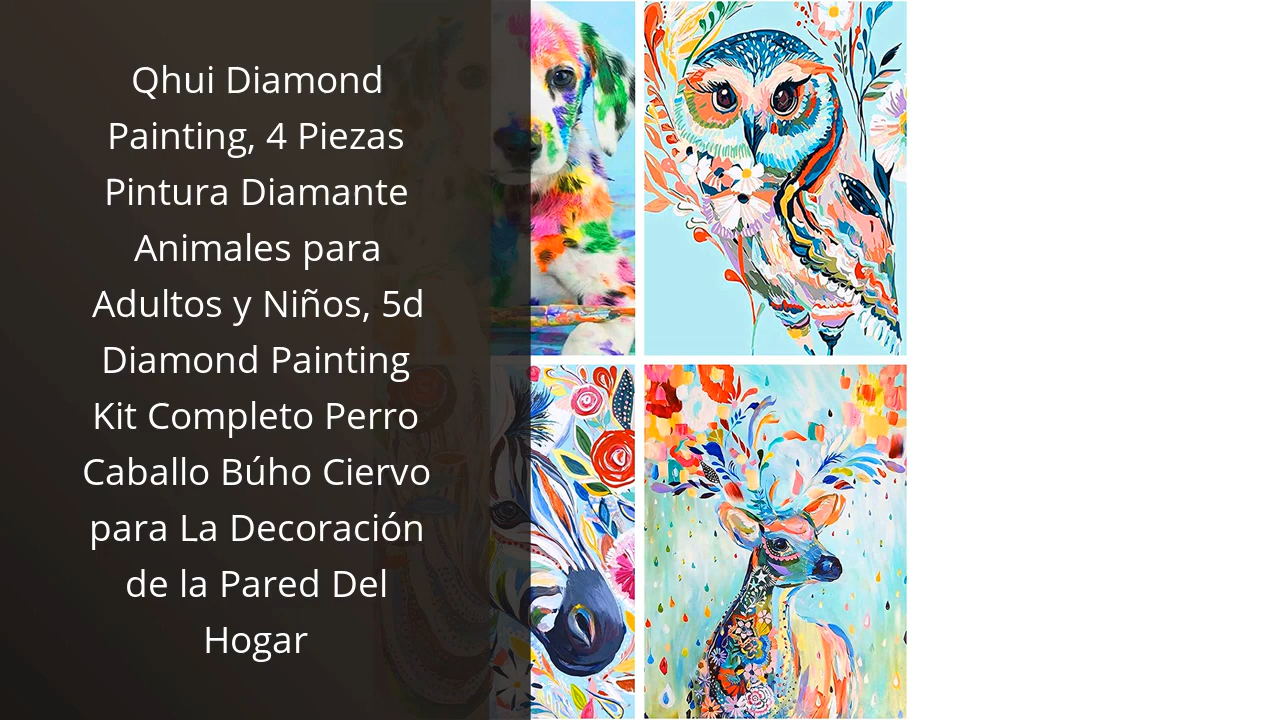 Qhui Diamond
Painting, 4 Piezas
Pintura Diamante
Animales para
Adultos y Niños, 5d
Diamond Painting
Kit Completo Perro
Caballo Búho Ciervo
para La Decoración
de la Pared Del
Hogar